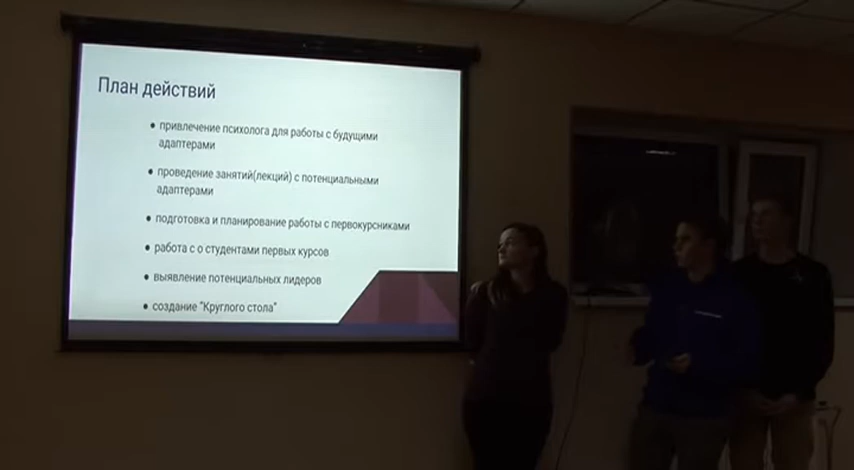 План действий
• привлечение психолога для работы с будущими
адаптерами
• проведение занятий(лекций) с потенциальными
адаптерами
• подготовка и планирование работы с первокурсниками
• работа с о студентами первых курсов
• выявление потенциальных лидеров
• создание "Круглого стола"